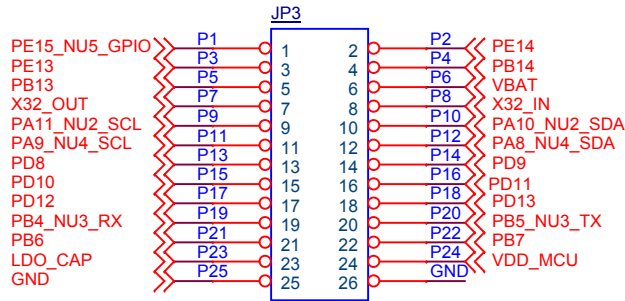 JP3
PE15_NU5_GPIO P1 1 2 P2 PE14
PE13 P3 3 4 P4 PB14
PB13 P5 5 6 P6 VBAT
X32_OUT P7 7 8 P8 X32_IN
PA11_NU2_SCL P9 9 10 P10 PA10_NU2_SDA
PA9_NU4_SCL P11 11 12 P12 PA8_NU4_SDA
PD8 P13 13 14 P14 PD9
PD10 P15 15 16 P16 PD11
PD12 P17 17 18 P18 PD13
PB4_NU3_RX P19 19 20 P20 PB5_NU3_TX
PB6 P21 21 22 P22 PB7
LDO_CAP P23 23 24 P24 VDD_MCU
GND P25 25 26 GND